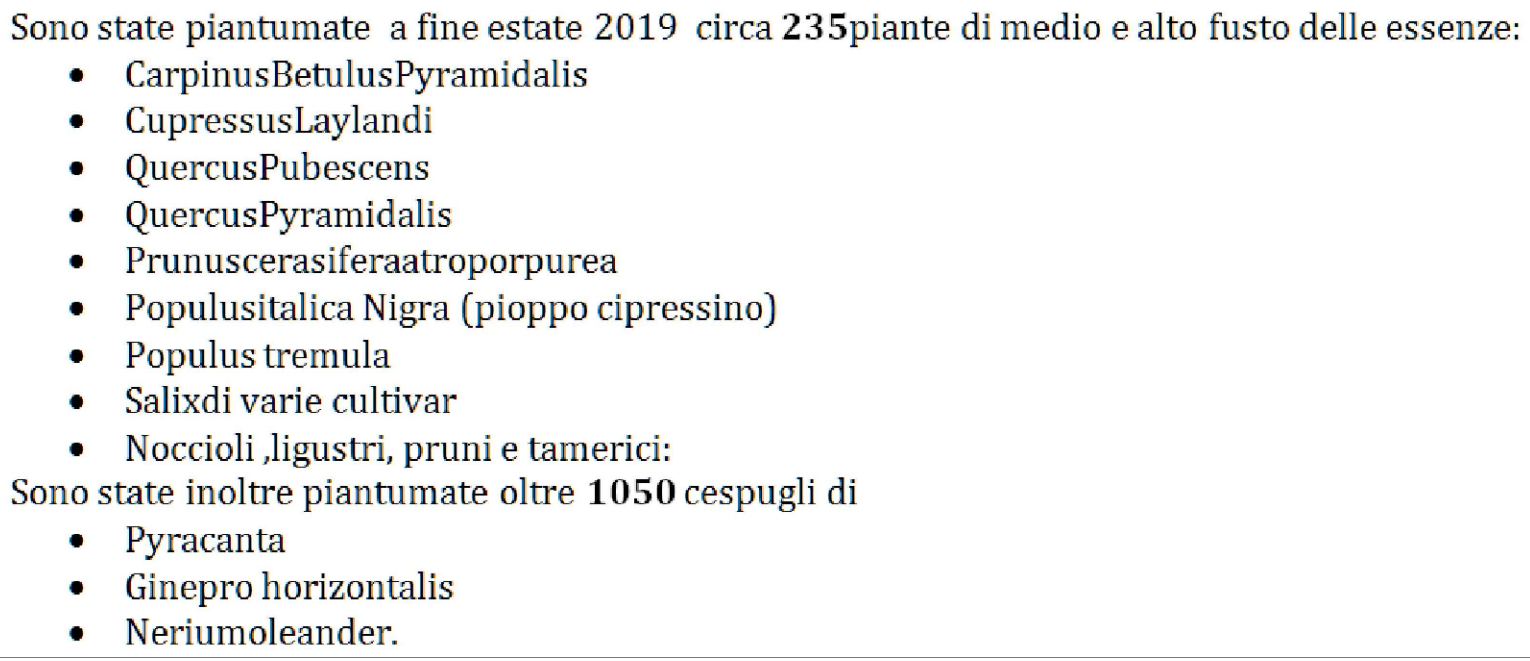 Sono state piantumate a fine estate 2019 circa 235piante di medio e alto fusto delle essenze:
• CarpinusBetulusPyramidalis
• CupressusLaylandi
• QuercusPubescens
• QuercusPyramidalis
• Prunuscerasiferaatroporpurea
• Populusitalica Nigra (pioppo cipressino)
• Populus tremula
• Salixdi varie cultivar
• Noccioli ,ligustri, pruni e tamerici:
Sono state inoltre piantumate oltre 1050 cespugli di
• Pyracanta
• Ginepro horizontalis
• Neriumoleander.